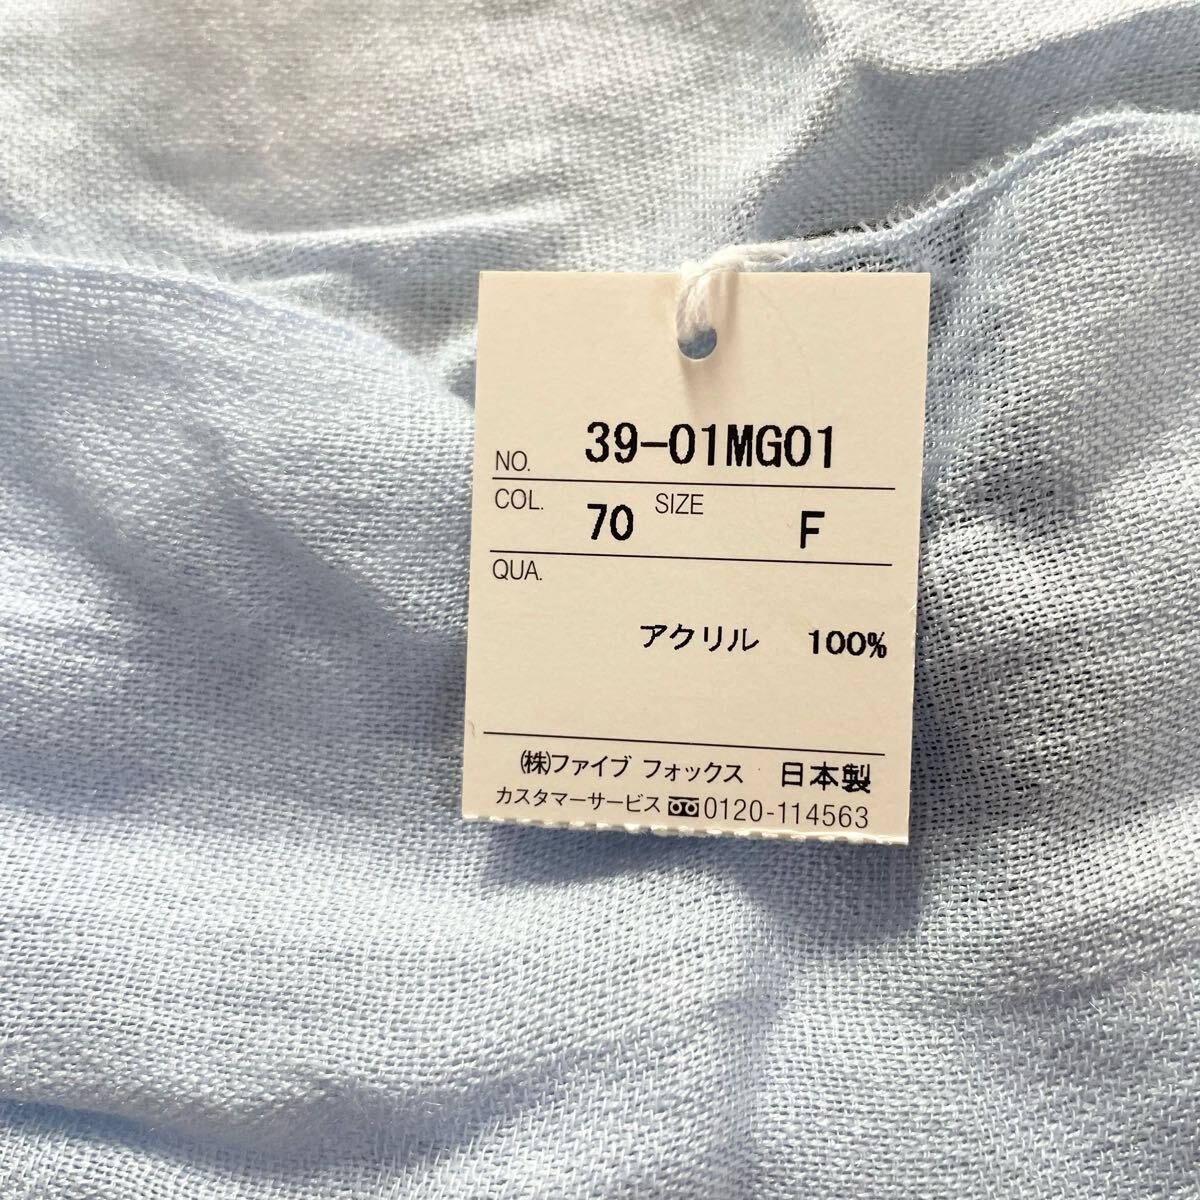 NO. 39-01MG01
COL. 70 SIZE F
QUA.
アクリル 100%
(株)ファイブ フォックス 日本製
カスタマーサービス 0120-114563